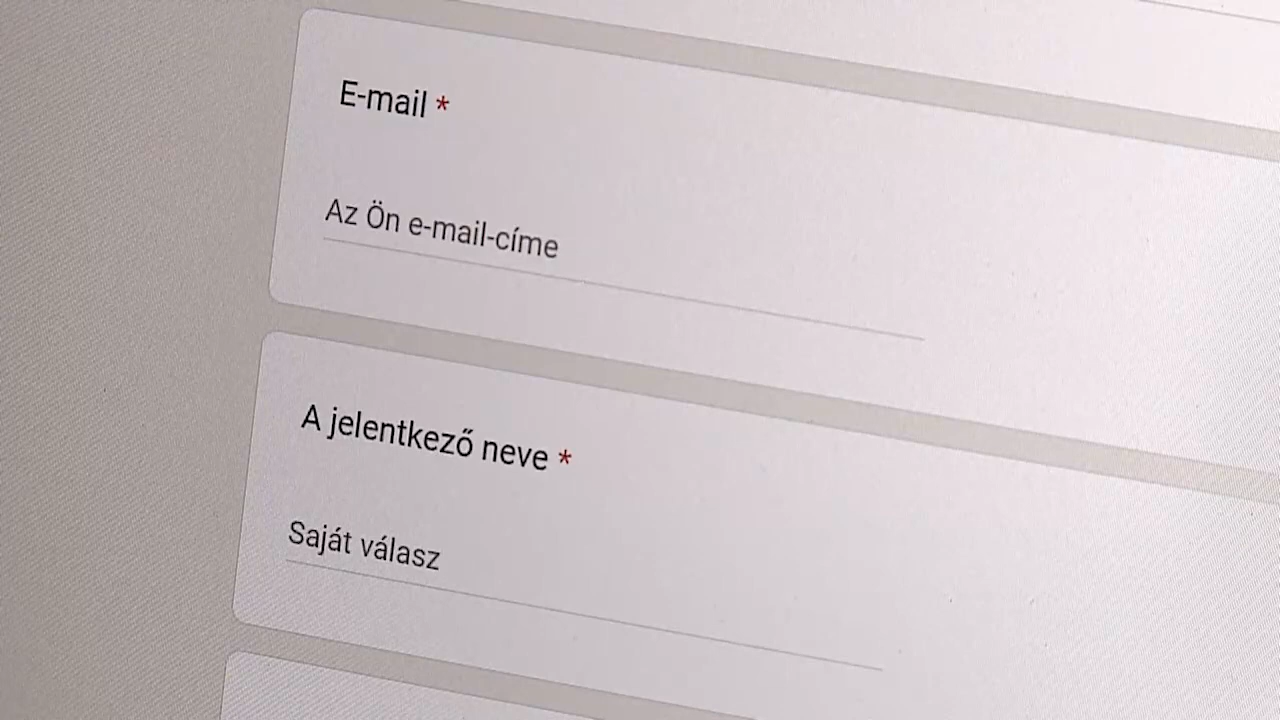 E-mail *
Az Ön e-mail-címe
A jelentkező neve *
Saját válasz